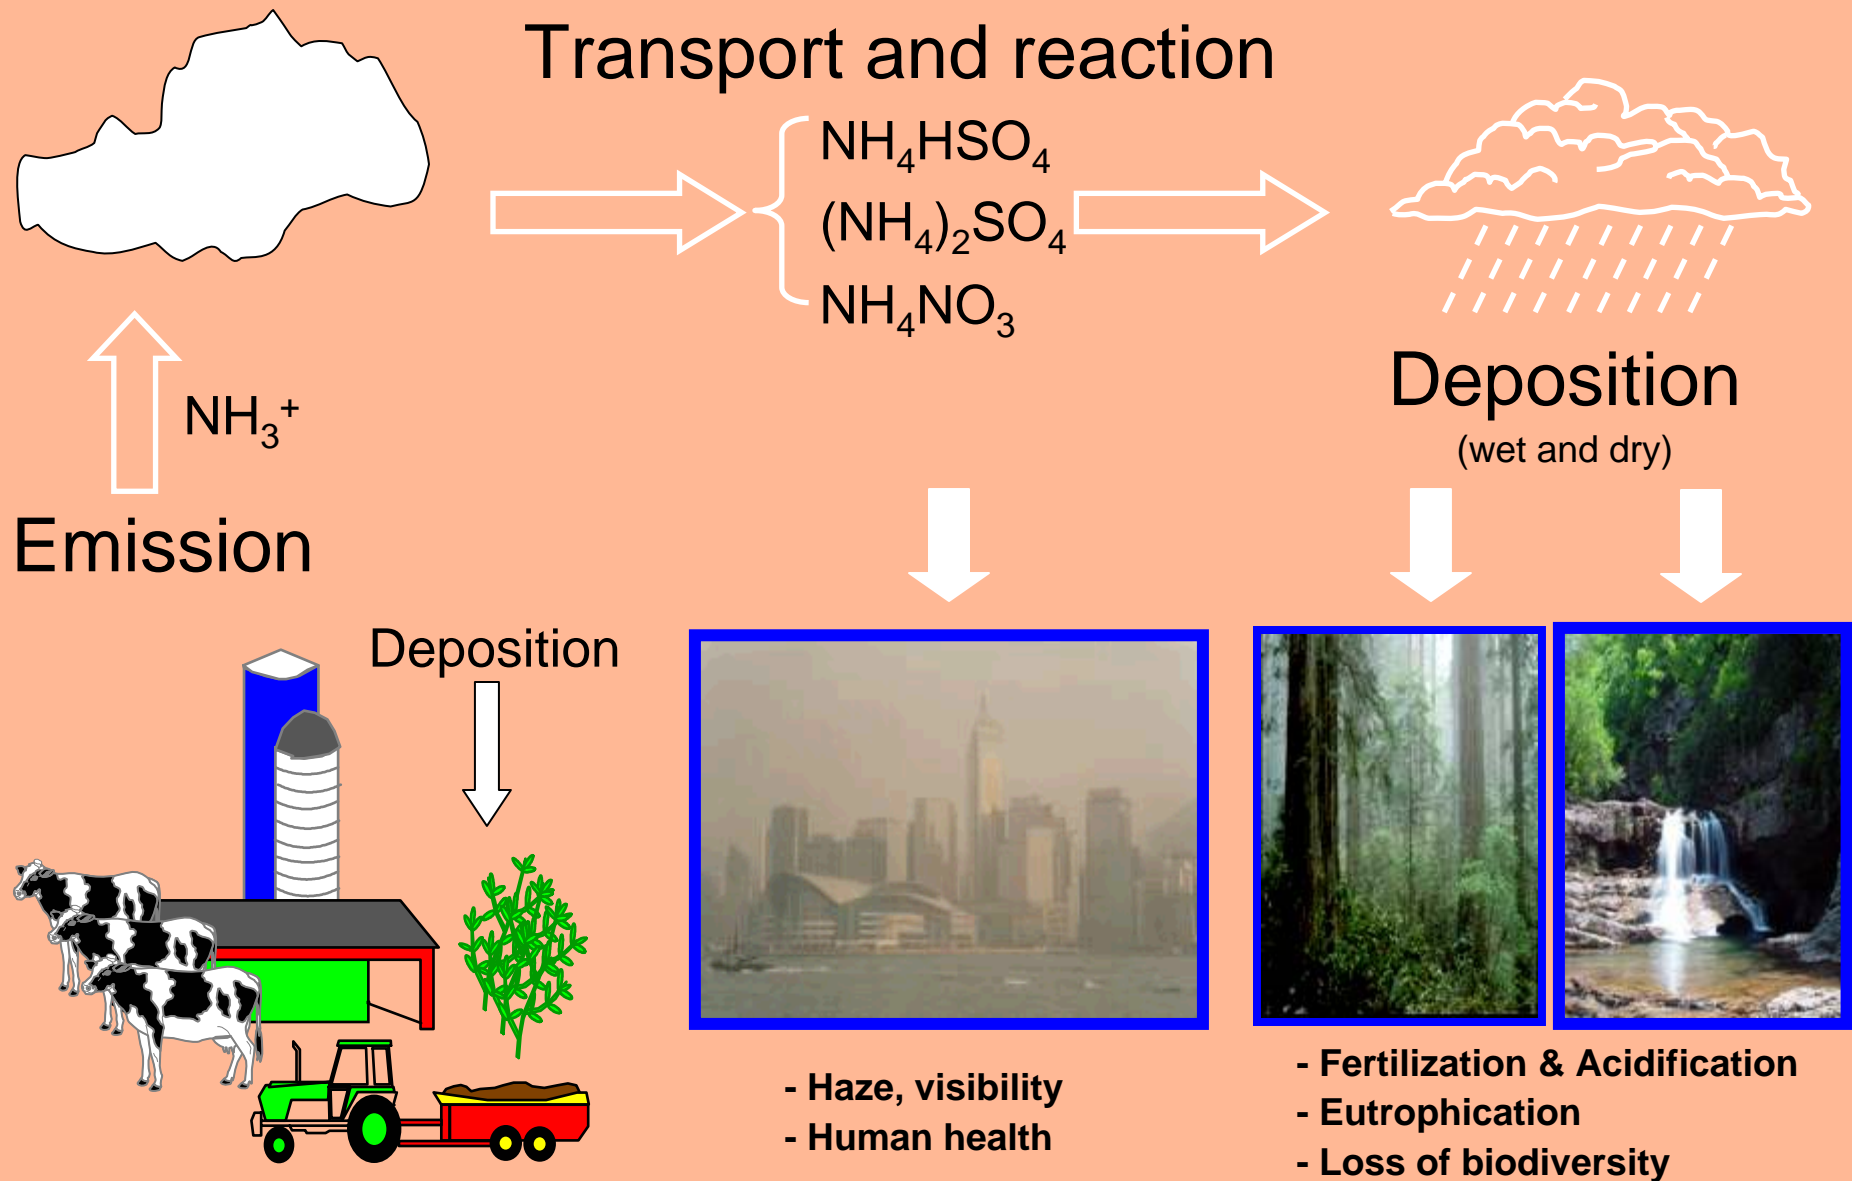 Transport and reaction
NH₄HSO₄
(NH₄)₂SO₄
NH₄NO₃
NH₃⁺
Emission
Deposition
(wet and dry)
Deposition
- Haze, visibility
- Human health
- Fertilization & Acidification
- Eutrophication
- Loss of biodiversity